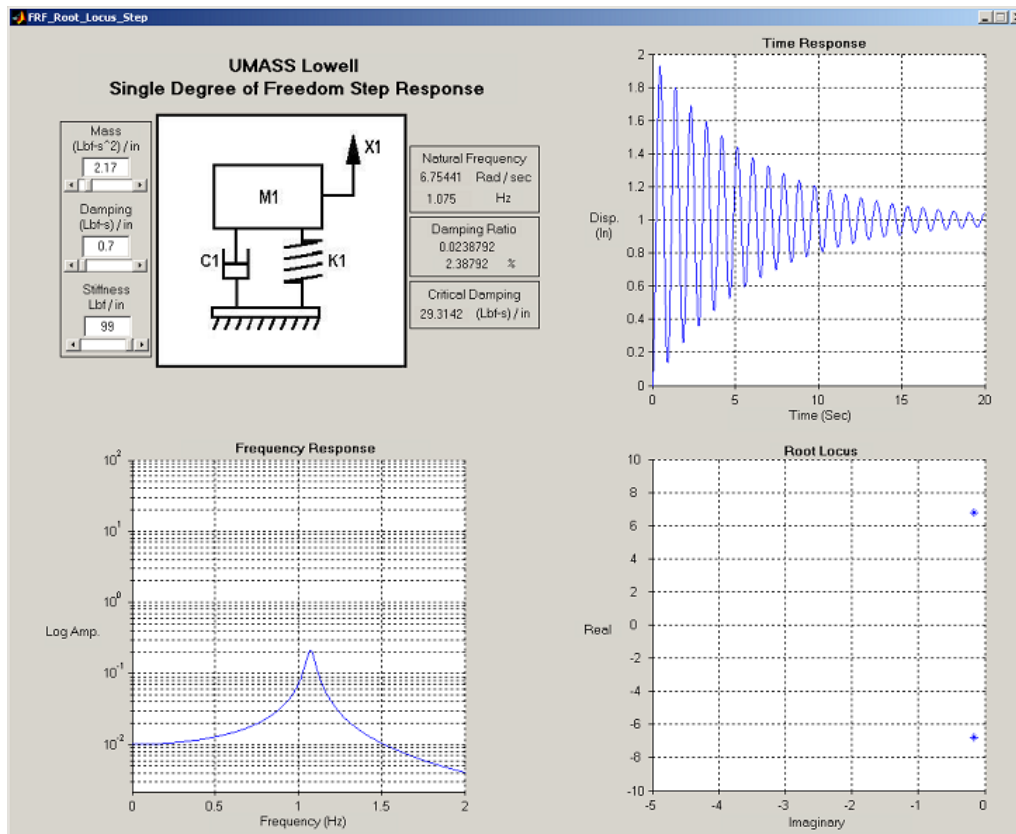 FRF_Root_Locus_Step
UMASS Lowell
Single Degree of Freedom Step Response
Mass
(Lbf-s^2) / in
2.17
Damping
(Lbf-s) / in
0.7
Stiffness
Lbf / in
99
X1
M1
C1
K1
Natural Frequency
6.75441 Rad / sec
1.075 Hz
Damping Ratio
0.0238792
2.38792 %
Critical Damping
29.3142 (Lbf-s) / in
Time Response
2
1.8
1.6
1.4
1.2
1
0.8
0.6
0.4
0.2
0
Disp.
(In)
0 5 10 15 20
Time (Sec)
Frequency Response
10^2
10^1
10^0
10^-1
10^-2
Log Amp.
0 0.5 1 1.5 2
Frequency (Hz)
Root Locus
10
8
6
4
2
0
-2
-4
-6
-8
-10
Real
-5 -4 -3 -2 -1 0
Imaginary